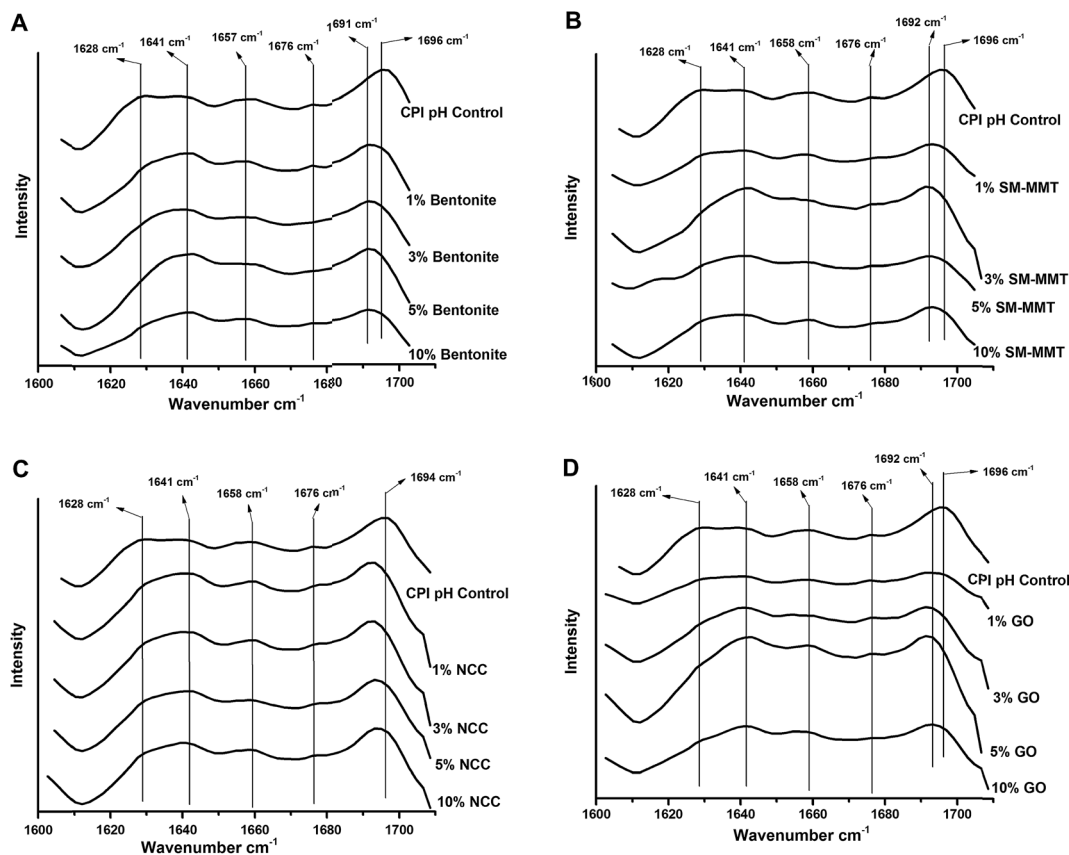 A
1628 cm-1
1641 cm-1
1657 cm-1
1676 cm-1
1691 cm-1
1696 cm-1
CPI pH Control
1% Bentonite
3% Bentonite
5% Bentonite
10% Bentonite
Intensity
1600 1620 1640 1660 1680 1700
Wavenumber cm-1
B
1628 cm-1
1641 cm-1
1658 cm-1
1676 cm-1
1692 cm-1
1696 cm-1
CPI pH Control
1% SM-MMT
3% SM-MMT
5% SM-MMT
10% SM-MMT
Intensity
1600 1620 1640 1660 1680 1700
Wavenumber cm-1
C
1628 cm-1
1641 cm-1
1658 cm-1
1676 cm-1
1694 cm-1
CPI pH Control
1% NCC
3% NCC
5% NCC
10% NCC
Intensity
1600 1620 1640 1660 1680 1700
Wavenumber cm-1
D
1628 cm-1
1641 cm-1
1658 cm-1
1676 cm-1
1692 cm-1
1696 cm-1
CPI pH Control
1% GO
3% GO
5% GO
10% GO
Intensity
1600 1620 1640 1660 1680 1700
Wavenumber cm-1